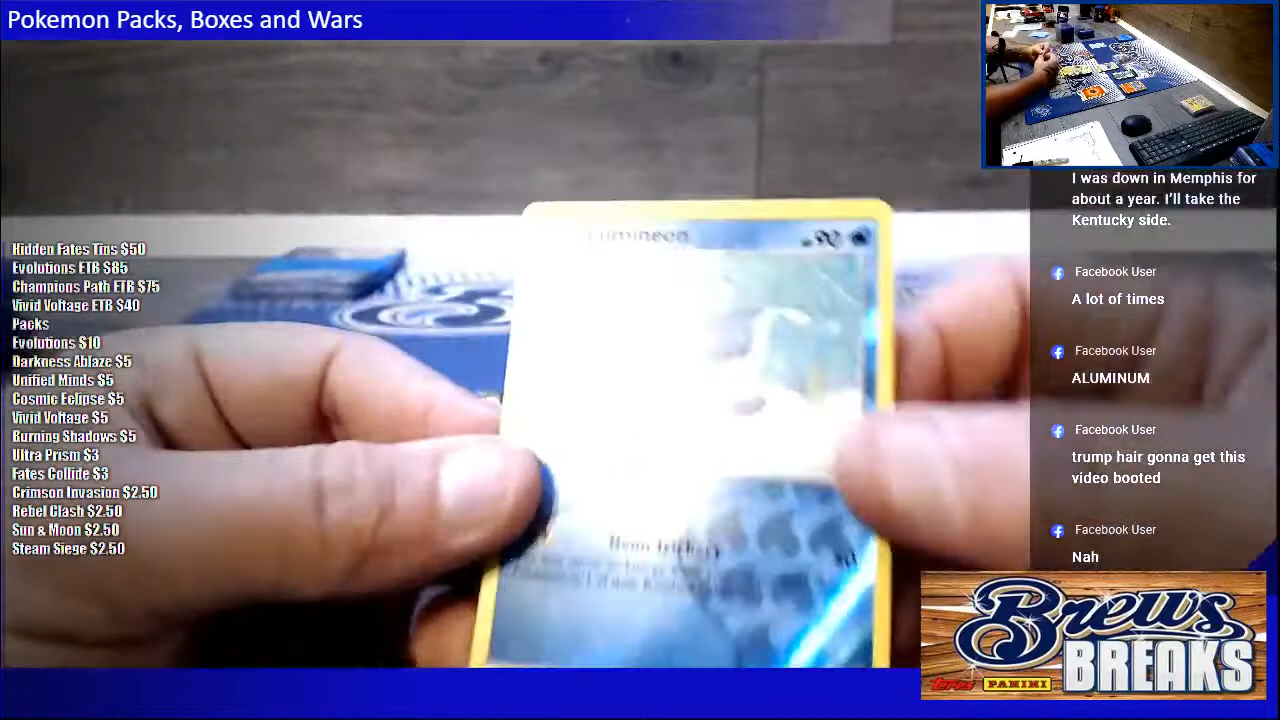 Pokemon Packs, Boxes and Wars
Hidden Fates Tins $50
Evolutions ETB $85
Champions Path ETB $75
Vivid Voltage ETB $40
Packs
Evolutions $10
Darkness Ablaze $5
Unified Minds $5
Cosmic Eclipse $5
Vivid Voltage $5
Burning Shadows $5
Ultra Prism $3
Fates Collide $3
Crimson Invasion $2.50
Rebel Clash $2.50
Sun & Moon $2.50
Steam Siege $2.50
Lumineon
90
I was down in Memphis for
about a year. I'll take the
Kentucky side.
Facebook User
A lot of times
Facebook User
ALUMINUM
Facebook User
trump hair gonna get this
video booted
Facebook User
Nah
Brews
BREAKS
Topps PANINI